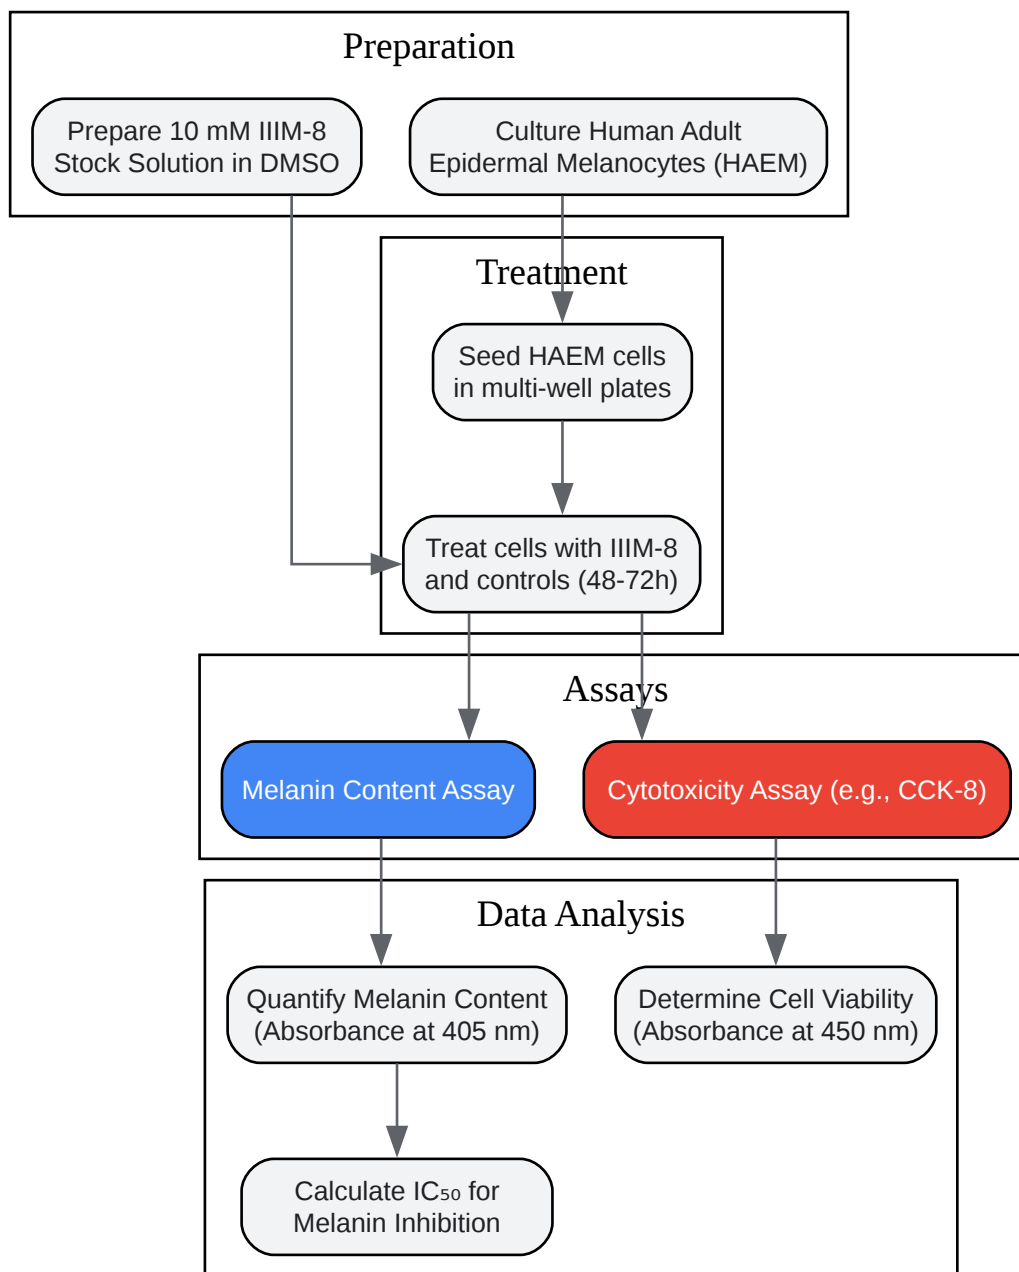 Preparation
Prepare 10 mM IIIM-8
Stock Solution in DMSO
Culture Human Adult
Epidermal Melanocytes (HAEM)
Treatment
Seed HAEM cells
in multi-well plates
Treat cells with IIIM-8
and controls (48-72h)
Assays
Melanin Content Assay
Cytotoxicity Assay (e.g., CCK-8)
Data Analysis
Quantify Melanin Content
(Absorbance at 405 nm)
Determine Cell Viability
(Absorbance at 450 nm)
Calculate IC₅₀ for
Melanin Inhibition